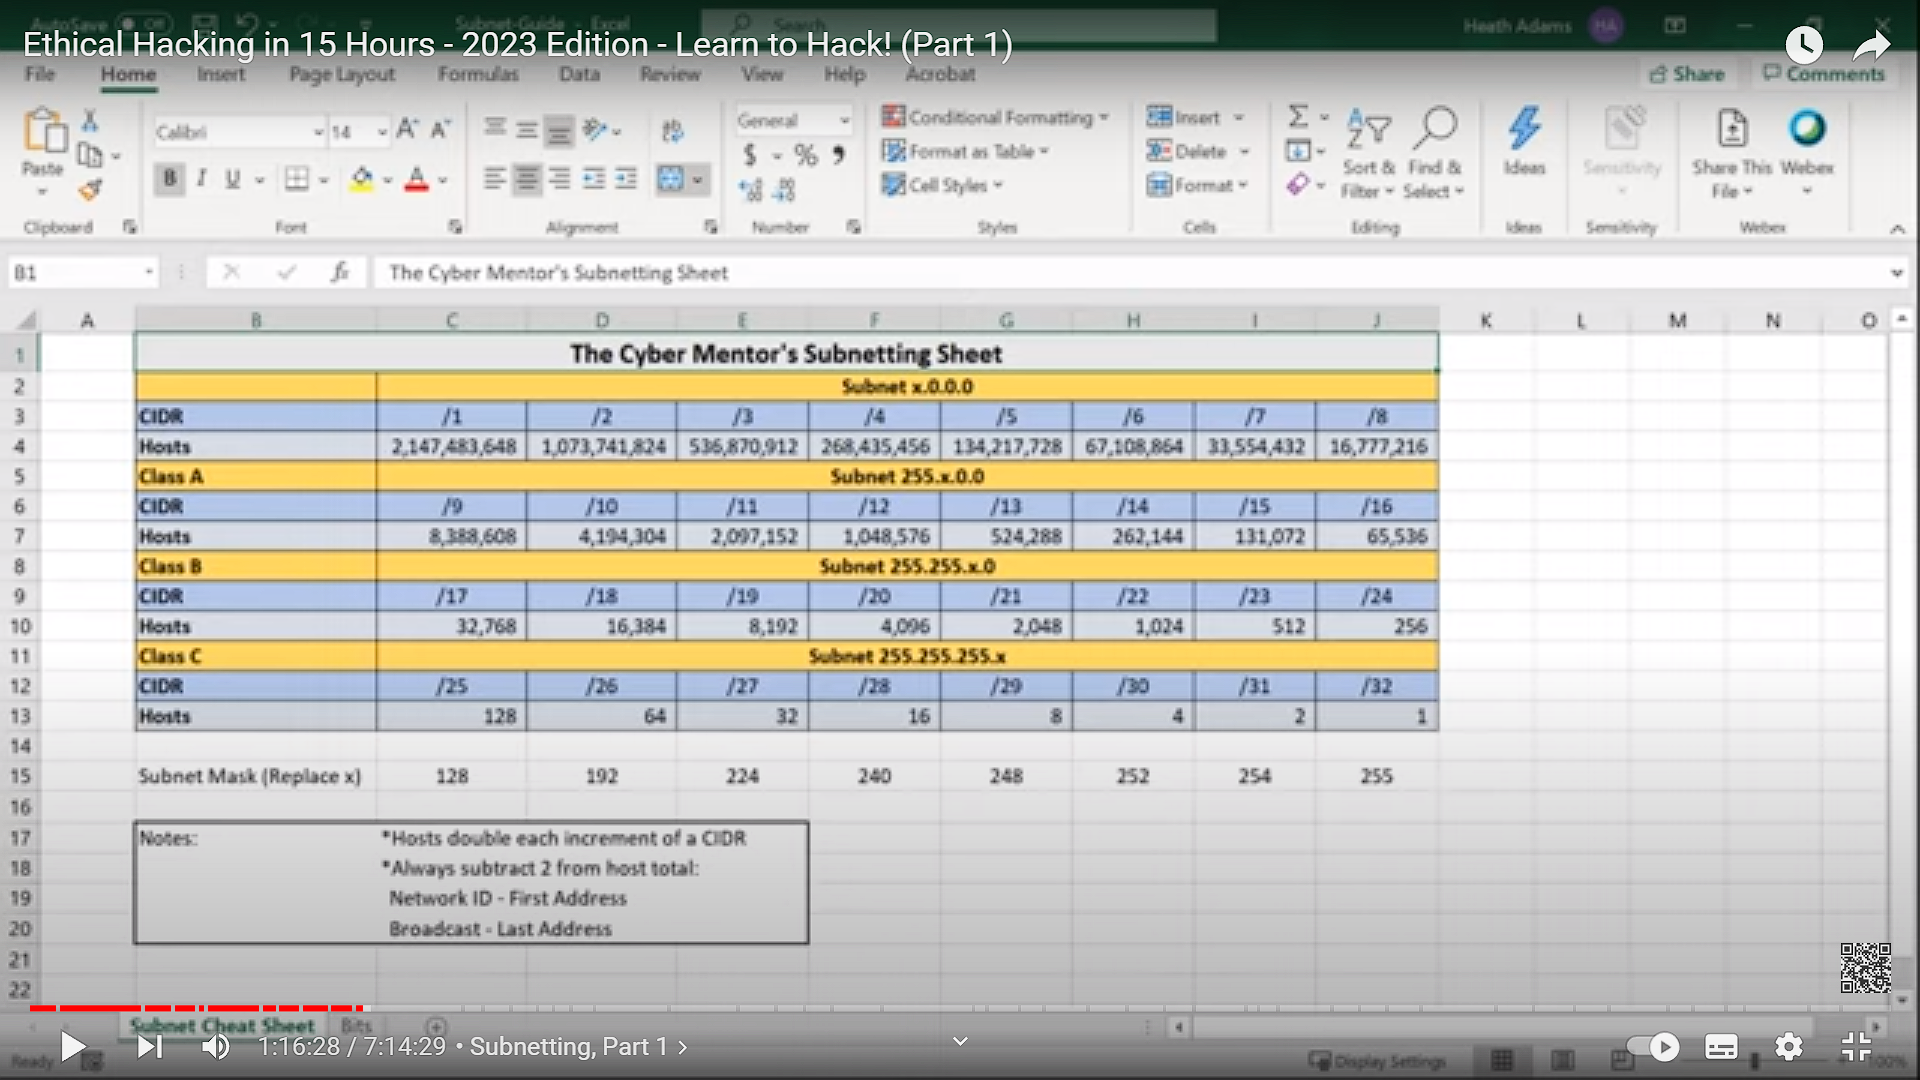 AutoSave Off Subnet-Guide - Excel Search Heath Adams HA
Ethical Hacking in 15 Hours - 2023 Edition - Learn to Hack! (Part 1)
File Home Insert Page Layout Formulas Data Review View Help Acrobat Share Comments
Calibri 14 General Conditional Formatting Insert
Paste B I U $ % Format as Table Delete Sort & Find & Ideas Sensitivity Share This Webex
Cell Styles Format Filter Select File
Clipboard Font Alignment Number Styles Cells Editing Ideas Sensitivity Webex
B1 fx The Cyber Mentor's Subnetting Sheet
A B C D E F G H I J K L M N O
1 The Cyber Mentor's Subnetting Sheet
2 Subnet x.0.0.0
3 CIDR /1 /2 /3 /4 /5 /6 /7 /8
4 Hosts 2,147,483,648 1,073,741,824 536,870,912 268,435,456 134,217,728 67,108,864 33,554,432 16,777,216
5 Class A Subnet 255.x.0.0
6 CIDR /9 /10 /11 /12 /13 /14 /15 /16
7 Hosts 8,388,608 4,194,304 2,097,152 1,048,576 524,288 262,144 131,072 65,536
8 Class B Subnet 255.255.x.0
9 CIDR /17 /18 /19 /20 /21 /22 /23 /24
10 Hosts 32,768 16,384 8,192 4,096 2,048 1,024 512 256
11 Class C Subnet 255.255.255.x
12 CIDR /25 /26 /27 /28 /29 /30 /31 /32
13 Hosts 128 64 32 16 8 4 2 1
14
15 Subnet Mask (Replace x) 128 192 224 240 248 252 254 255
16
17 Notes: *Hosts double each increment of a CIDR
18 *Always subtract 2 from host total:
19 Network ID - First Address
20 Broadcast - Last Address
21
22
Subnet Cheat Sheet Bits
1:16:28 / 7:14:29 • Subnetting, Part 1
Ready Display Settings 100%